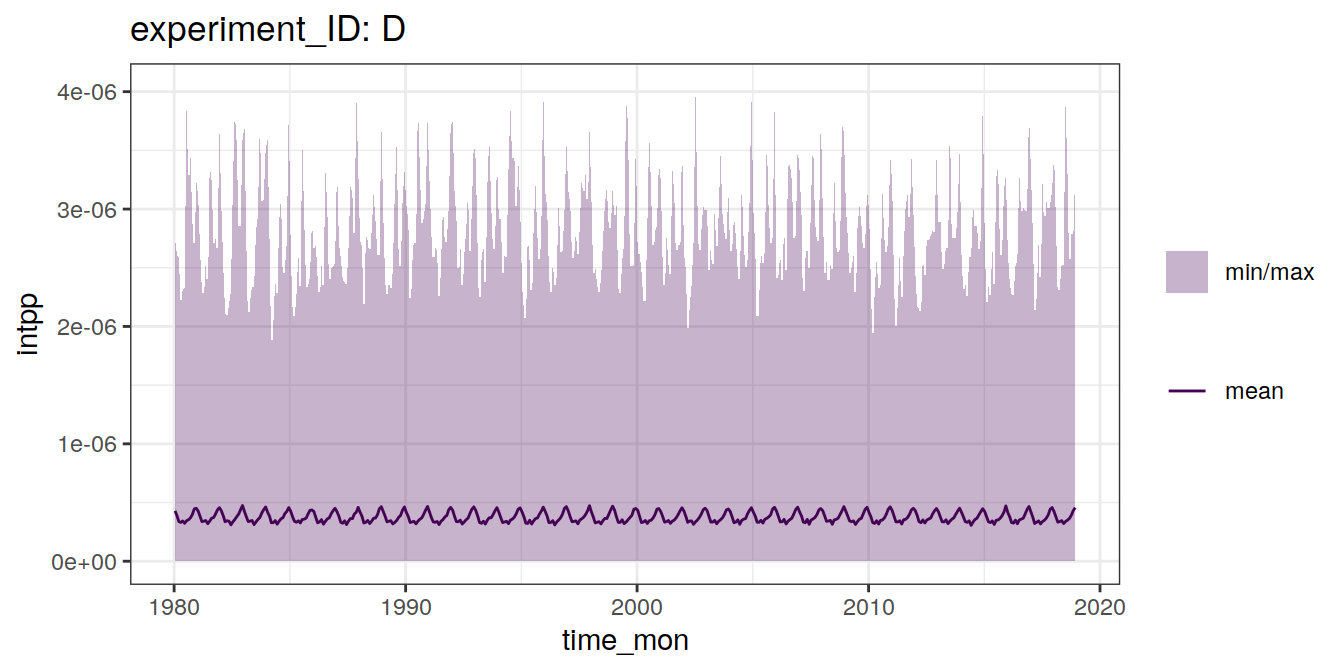 experiment_ID: D
4e-06
3e-06
2e-06
1e-06
0e+00
intpp
1980
1990
2000
2010
2020
time_mon
min/max
mean